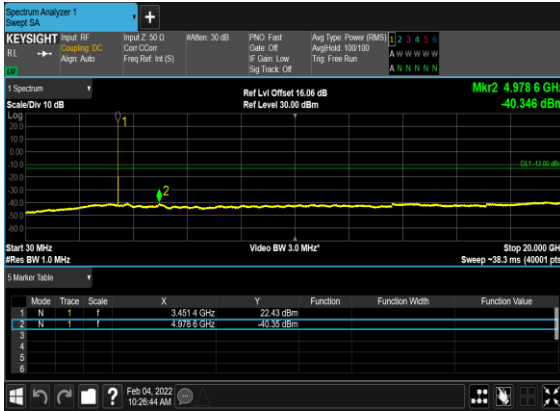 Spectrum Analyzer 1
Swept SA
+
KEYSIGHT Input: RF Input Z: 50 Ω #Atten: 30 dB PNO: Fast Avg Type: Power (RMS) 1 2 3 4 5 6
RL Coupling: DC Corr CCorr Gate: Off Avg|Hold: 100/100 A W W W W W
Align: Auto Freq Ref: Int (S) IF Gain: Low Trig: Free Run
LW Sig Track: Off A N N N N N
1 Spectrum Ref Lvl Offset 16.06 dB Mkr2 4.978 6 GHz
Scale/Div 10 dB Ref Level 30.00 dBm -40.346 dBm
Log
20.0
10.0
0.00
-10.0
-20.0
-30.0
-40.0
-50.0
-60.0
1
DL1 -13.00 dBm
2
Start 30 MHz Video BW 3.0 MHz* Stop 20.000 GHz
#Res BW 1.0 MHz Sweep ~38.3 ms (40001 pts)
5 Marker Table
Mode Trace Scale X Y Function Function Width Function Value
1 N 1 f 3.451 4 GHz 22.43 dBm
2 N 1 f 4.978 6 GHz -40.35 dBm
3
4
5
6
? Feb 04, 2022
10:26:44 AM